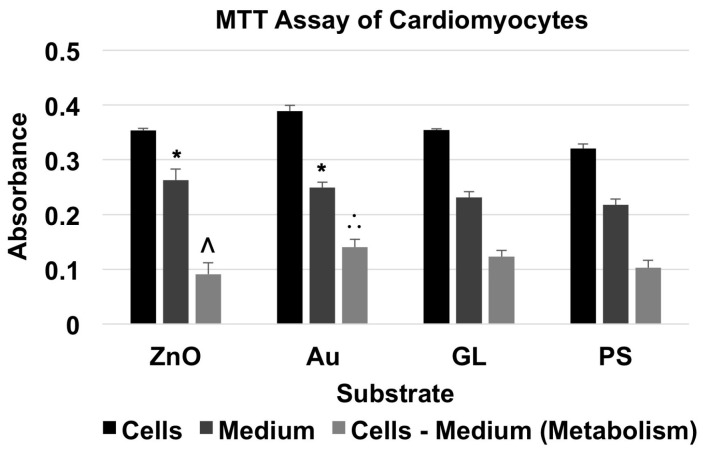 MTT Assay of Cardiomyocytes
0.5
0.4
0.3
0.2
0.1
0
Absorbance
*
^
*
∴
ZnO Au GL PS
Substrate
Cells Medium Cells - Medium (Metabolism)